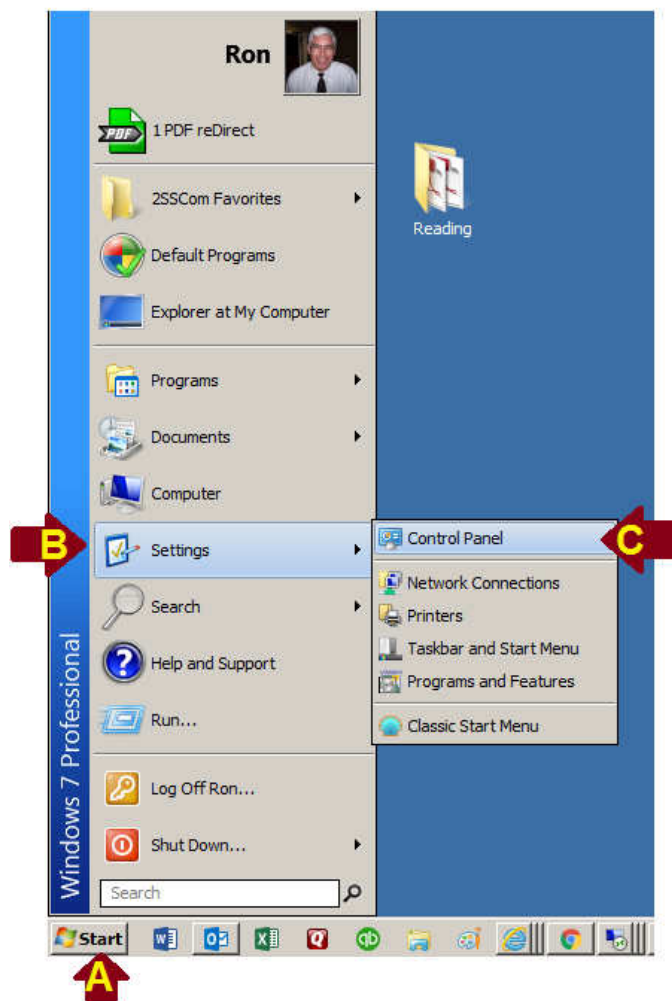 Ron
PDF
1 PDF reDirect
2SSCom Favorites
Default Programs
Explorer at My Computer
Programs
Documents
Computer
Settings
Search
Help and Support
Run...
Log Off Ron...
Shut Down...
Search
Windows 7 Professional
Reading
Control Panel
Network Connections
Printers
Taskbar and Start Menu
Programs and Features
Classic Start Menu
B
C
Start
A